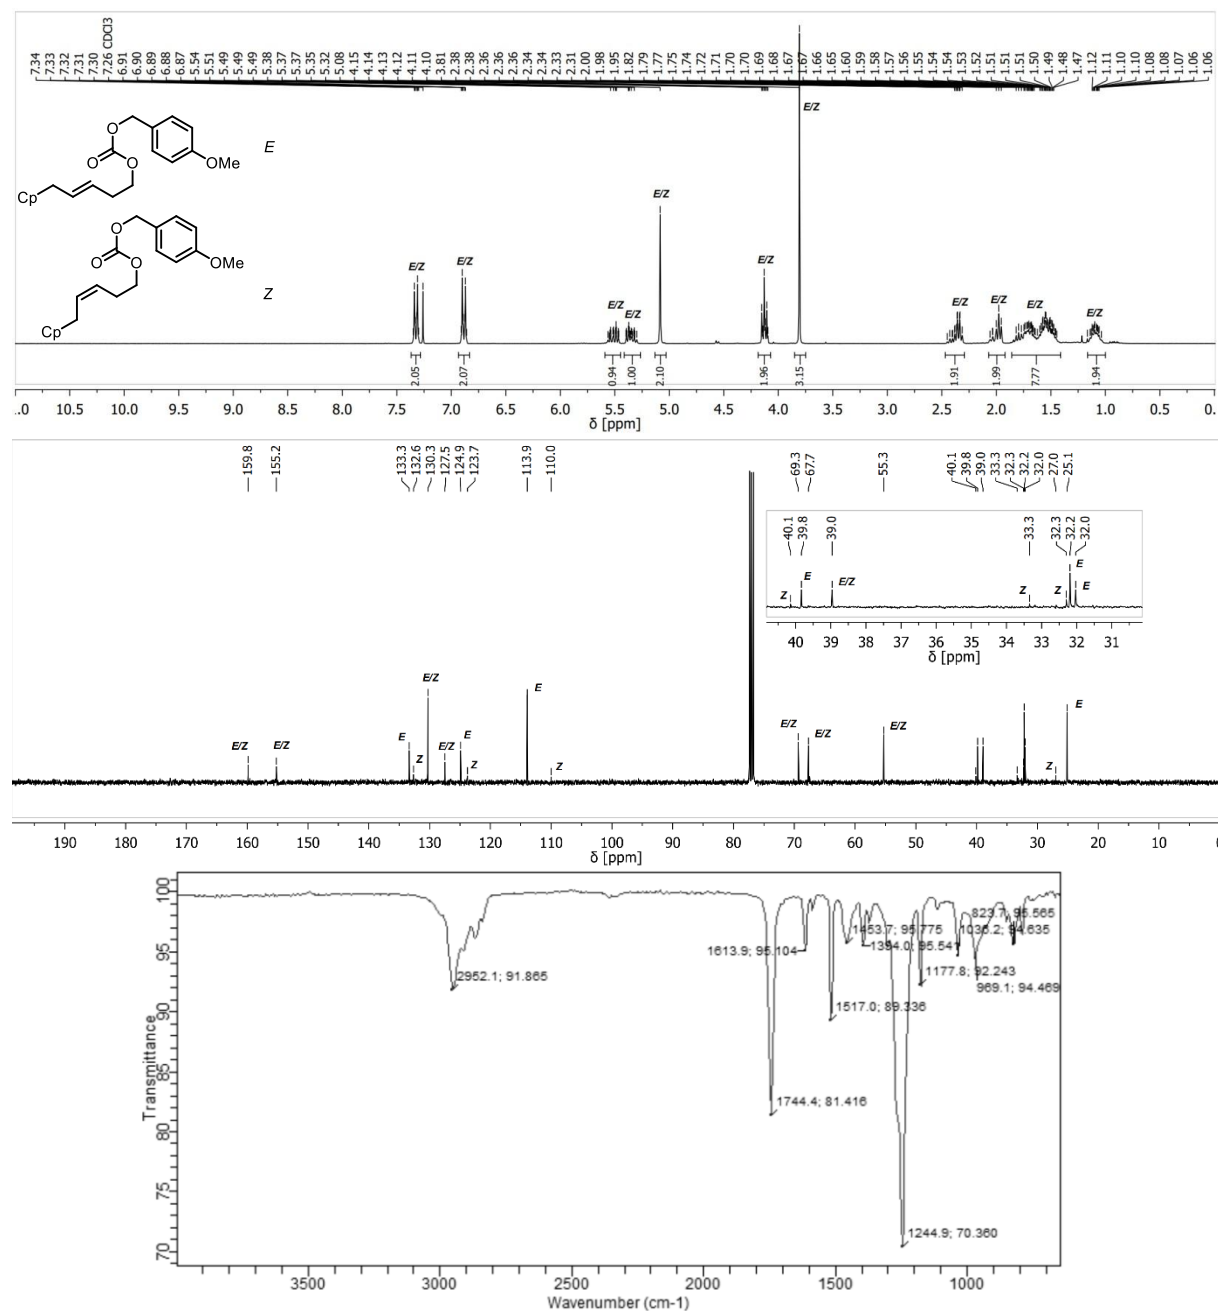 7.34 7.33 7.32 7.31 7.30 7.26 CDCl3 6.91 6.90 6.89 6.88 6.87 5.54 5.51 5.49 5.49 5.49 5.38 5.37 5.37 5.35 5.32 5.08 4.15 4.14 4.13 4.12 4.11 4.10 3.81 2.38 2.38 2.36 2.36 2.36 2.34 2.34 2.33 2.31 2.00 1.98 1.95 1.82 1.79 1.77 1.75 1.74 1.72 1.71 1.70 1.70 1.69 1.68 1.67 1.67 1.66 1.65 1.60 1.59 1.58 1.57 1.56 1.55 1.54 1.54 1.53 1.52 1.51 1.51 1.51 1.50 1.49 1.48 1.47 1.12 1.11 1.10 1.10 1.08 1.08 1.07 1.06 1.06
E/Z
O
O
O
OMe
E
Cp
O
O
O
OMe
Z
Cp
E/Z E/Z E/Z E/Z E/Z E/Z E/Z E/Z E/Z E/Z
2.05 2.07 0.94 1.00 2.10 1.96 3.15 1.91 1.99 7.77 1.94
.0 10.5 10.0 9.5 9.0 8.5 8.0 7.5 7.0 6.5 6.0 5.5 5.0 4.5 4.0 3.5 3.0 2.5 2.0 1.5 1.0 0.5 0.
δ [ppm]
159.8 155.2 133.3 132.6 130.3 127.5 124.9 123.7 113.9 110.0 69.3 67.7 55.3 40.1 39.8 39.0 33.3 32.3 32.2 32.0 27.0 25.1
40.1 39.8 39.0 33.3 32.3 32.2 32.0
Z E E/Z Z Z E E
40 39 38 37 36 35 34 33 32 31
δ [ppm]
E/Z E/Z E Z E/Z E/Z E Z E Z E/Z E/Z E/Z Z E
190 180 170 160 150 140 130 120 110 100 90 80 70 60 50 40 30 20 10 0
δ [ppm]
100
95
90
85
80
75
70
Transmittance
2952.1; 91.865
1744.4; 81.416
1613.9; 95.104
1517.0; 89.336
1453.7; 95.775
1394.0; 95.541
1244.9; 70.360
1177.8; 92.243
1036.2; 94.635
969.1; 94.469
823.7; 95.565
3500 3000 2500 2000 1500 1000
Wavenumber (cm-1)